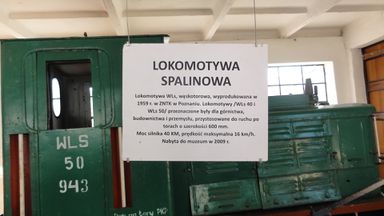 LOKOMOTYWA
SPALINOWA
Lokomotywa WLs, wąskotorowa, wyprodukowana w
1959 r. w ZNTK w Poznaniu. Lokomotywy /WLs 40 i
WLs 50/ przeznaczone były dla górnictwa,
budownictwa i przemysłu, przystosowane do ruchu po
torach o szerokości 600 mm.
Moc silnika 40 KM, prędkość maksymalna 16 km/h.
Nabyta do muzeum w 2009 r.
WLS
50
943